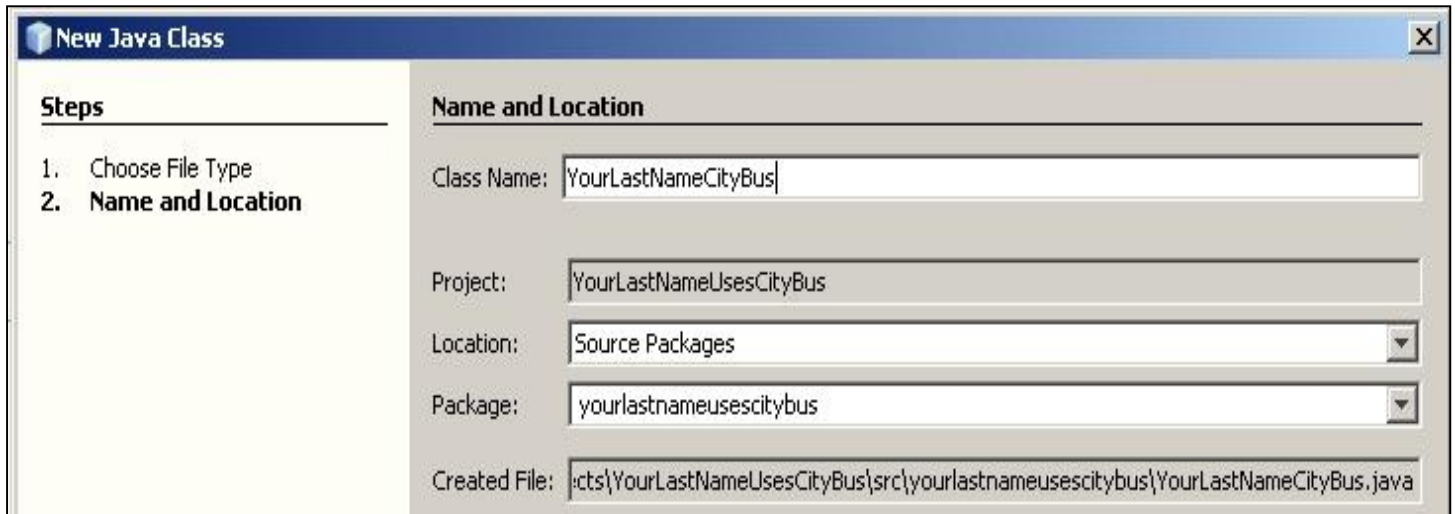 New Java Class
Steps
1. Choose File Type
2. Name and Location
Name and Location
Class Name: YourLastNameCityBus
Project: YourLastNameUsesCityBus
Location: Source Packages
Package: yourlastnameusescitybus
Created File: cts\YourLastNameUsesCityBus\src\yourlastnameusescitybus\YourLastNameCityBus.java